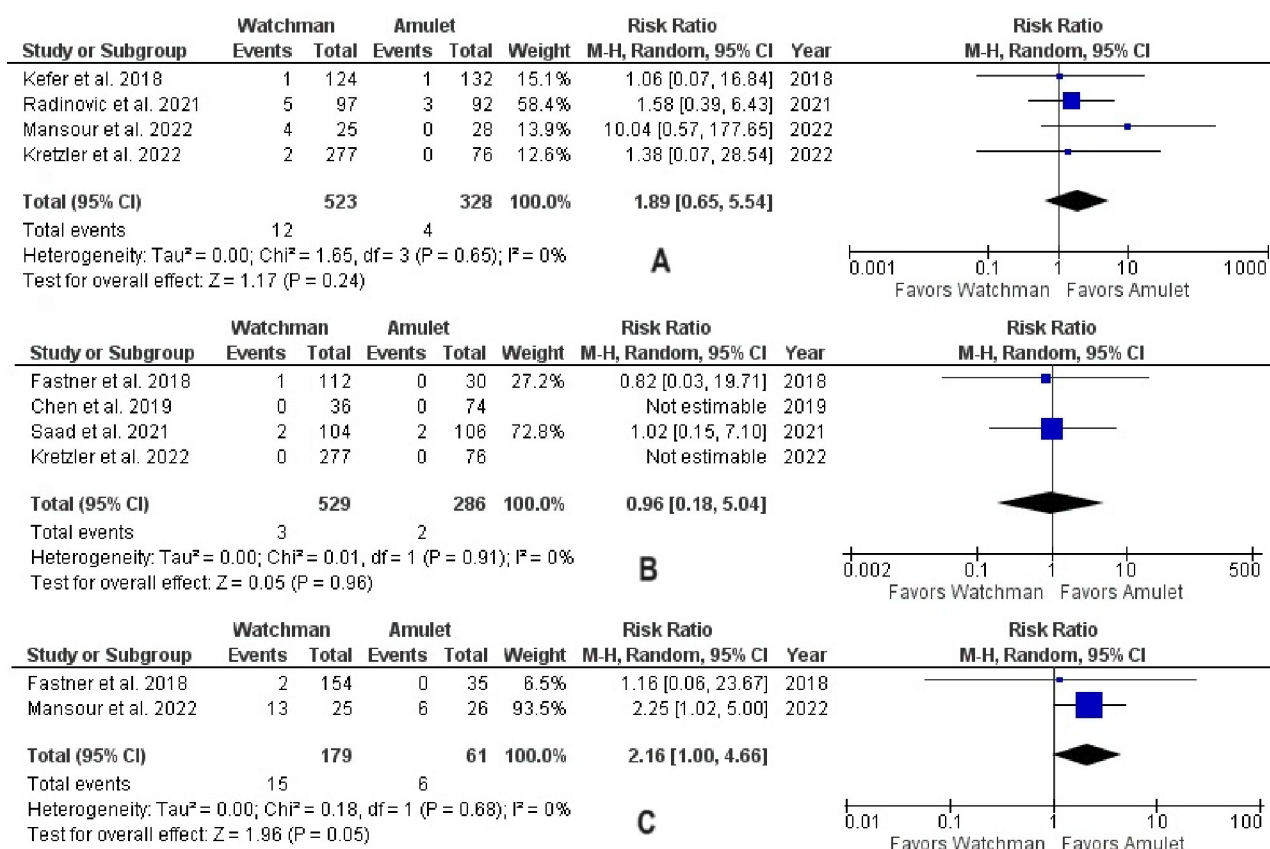 Watchman Amulet Risk Ratio Risk Ratio
Study or Subgroup Events Total Events Total Weight M-H, Random, 95% CI Year M-H, Random, 95% CI
Kefer et al. 2018 1 124 1 132 15.1% 1.06 [0.07, 16.84] 2018
Radinovic et al. 2021 5 97 3 92 58.4% 1.58 [0.39, 6.43] 2021
Mansour et al. 2022 4 25 0 28 13.9% 10.04 [0.57, 177.65] 2022
Kretzler et al. 2022 2 277 0 76 12.6% 1.38 [0.07, 28.54] 2022
Total (95% CI) 523 328 100.0% 1.89 [0.65, 5.54]
Total events 12 4
Heterogeneity: Tau² = 0.00; Chi² = 1.65, df = 3 (P = 0.65); I² = 0%
Test for overall effect: Z = 1.17 (P = 0.24)
A
0.001 0.1 1 10 1000
Favors Watchman Favors Amulet
Watchman Amulet Risk Ratio Risk Ratio
Study or Subgroup Events Total Events Total Weight M-H, Random, 95% CI Year M-H, Random, 95% CI
Fastner et al. 2018 1 112 0 30 27.2% 0.82 [0.03, 19.71] 2018
Chen et al. 2019 0 36 0 74 Not estimable 2019
Saad et al. 2021 2 104 2 106 72.8% 1.02 [0.15, 7.10] 2021
Kretzler et al. 2022 0 277 0 76 Not estimable 2022
Total (95% CI) 529 286 100.0% 0.96 [0.18, 5.04]
Total events 3 2
Heterogeneity: Tau² = 0.00; Chi² = 0.01, df = 1 (P = 0.91); I² = 0%
Test for overall effect: Z = 0.05 (P = 0.96)
B
0.002 0.1 1 10 500
Favors Watchman Favors Amulet
Watchman Amulet Risk Ratio Risk Ratio
Study or Subgroup Events Total Events Total Weight M-H, Random, 95% CI Year M-H, Random, 95% CI
Fastner et al. 2018 2 154 0 35 6.5% 1.16 [0.06, 23.67] 2018
Mansour et al. 2022 13 25 6 26 93.5% 2.25 [1.02, 5.00] 2022
Total (95% CI) 179 61 100.0% 2.16 [1.00, 4.66]
Total events 15 6
Heterogeneity: Tau² = 0.00; Chi² = 0.18, df = 1 (P = 0.68); I² = 0%
Test for overall effect: Z = 1.96 (P = 0.05)
C
0.01 0.1 1 10 100
Favors Watchman Favors Amulet